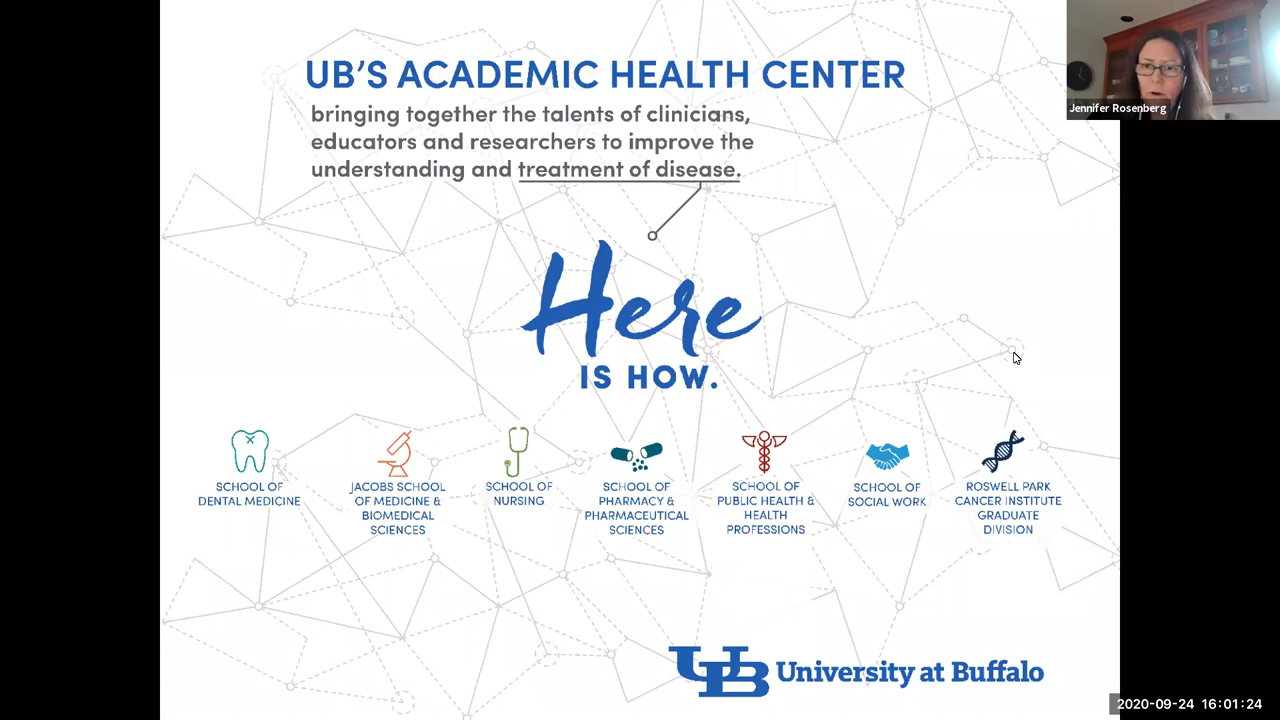 UB'S ACADEMIC HEALTH CENTER
bringing together the talents of clinicians,
educators and researchers to improve the
understanding and treatment of disease.
Here
IS HOW.
SCHOOL OF
DENTAL MEDICINE
JACOBS SCHOOL
OF MEDICINE &
BIOMEDICAL
SCIENCES
SCHOOL OF
NURSING
SCHOOL OF
PHARMACY &
PHARMACEUTICAL
SCIENCES
SCHOOL OF
PUBLIC HEALTH &
HEALTH
PROFESSIONS
SCHOOL OF
SOCIAL WORK
ROSWELL PARK
CANCER INSTITUTE
GRADUATE
DIVISION
UB University at Buffalo
Jennifer Rosenberg
2020-09-24 16:01:24